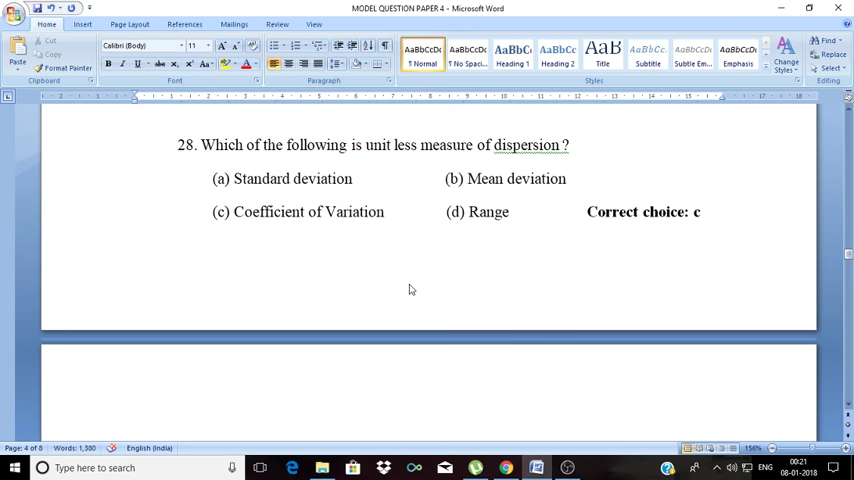 MODEL QUESTION PAPER 4 - Microsoft Word
Home Insert Page Layout References Mailings Review View
Paste
Cut
Copy
Format Painter
Clipboard
Calibri (Body) 11
Font
Paragraph
AaBbCcDc AaBbCcDc AaBbC AaBbCc AaB AaBbCc. AaBbCcDc AaBbCcDc
¶ Normal ¶ No Spaci... Heading 1 Heading 2 Title Subtitle Subtle Em... Emphasis
Change Styles
Styles
Find
Replace
Select
Editing
28. Which of the following is unit less measure of dispersion ?
(a) Standard deviation (b) Mean deviation
(c) Coefficient of Variation (d) Range Correct choice: c
Page: 4 of 8 Words: 1,380 English (India) 156%
Type here to search
ENG
00:21
08-01-2018